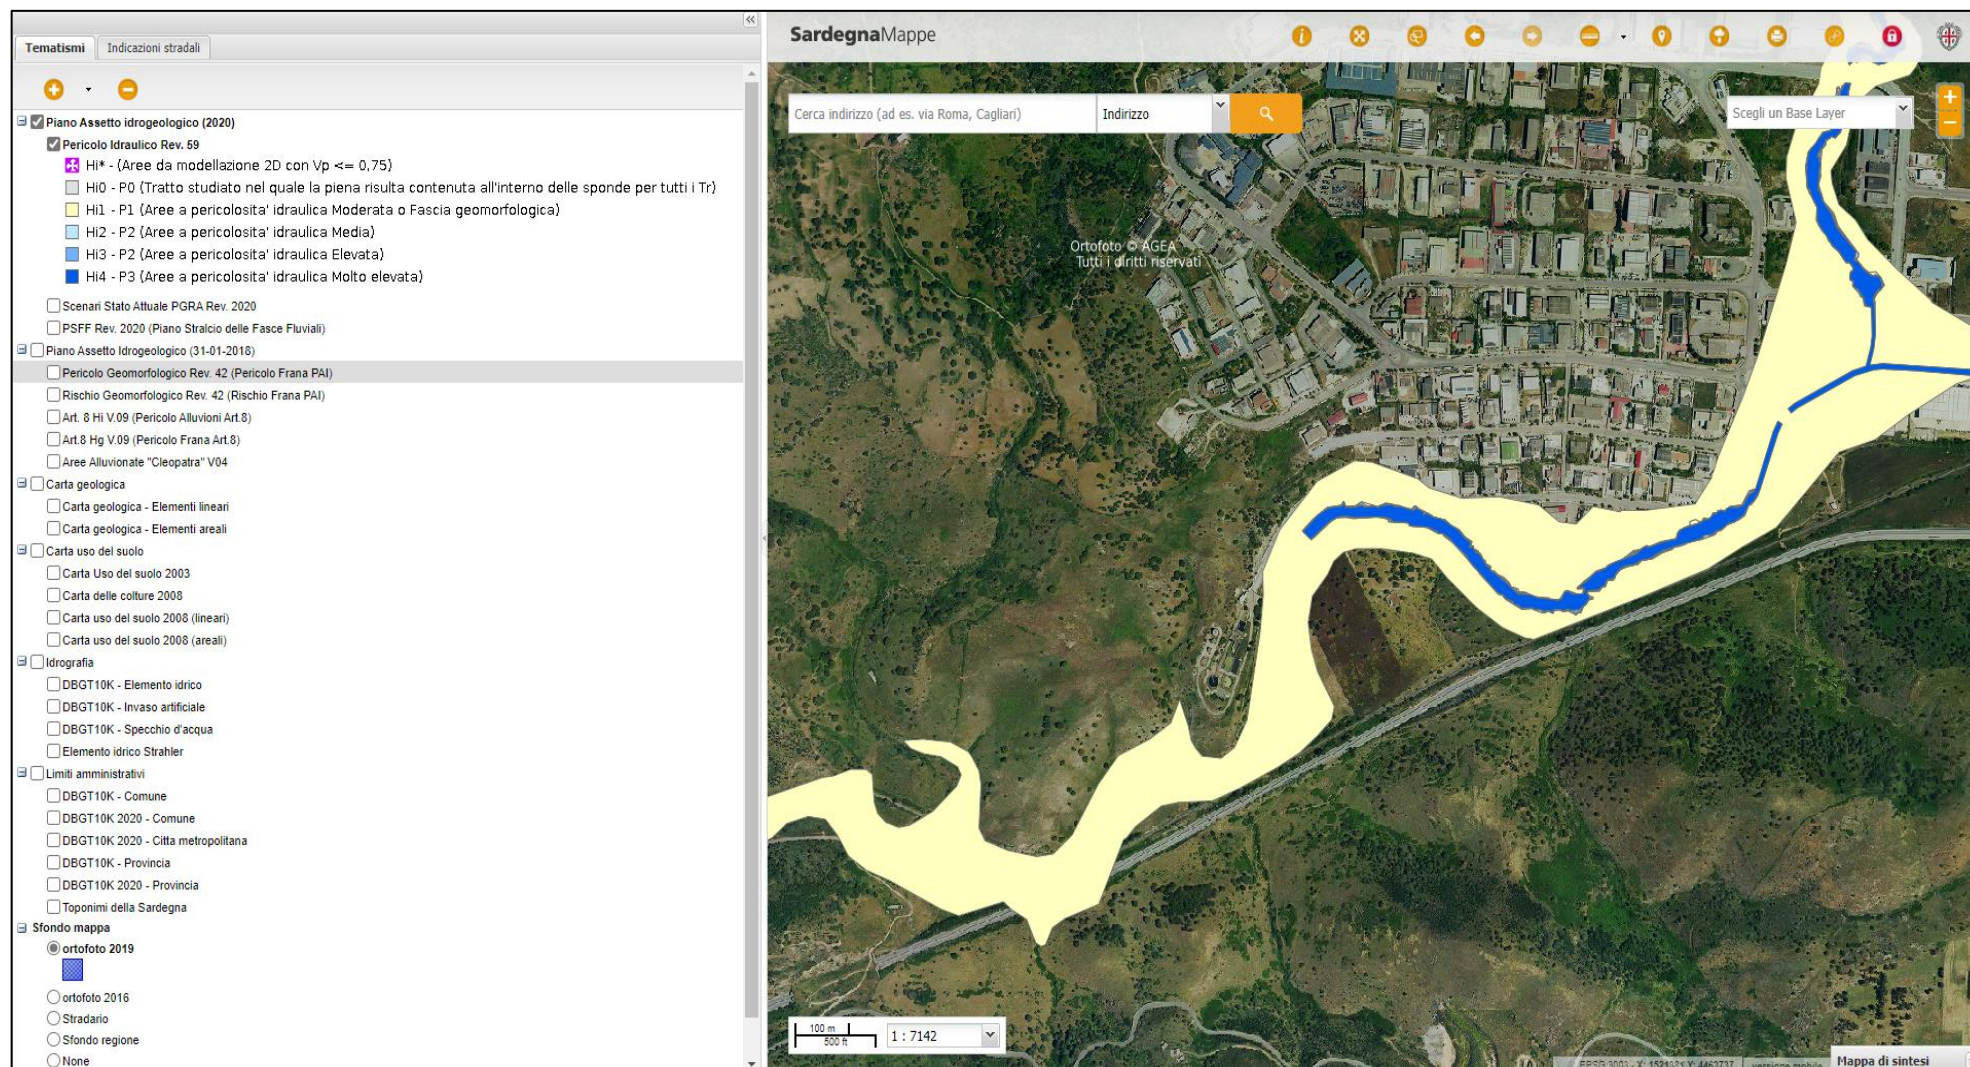 Tematismi
Indicazioni stradali
Piano Assetto idrogeologico (2020)
Pericolo Idraulico Rev. 59
Hi* - (Aree da modellazione 2D con Vp <= 0,75)
Hi0 - P0 (Tratto studiato nel quale la piena risulta contenuta all'interno delle sponde per tutti i Tr)
Hi1 - P1 (Aree a pericolosita' idraulica Moderata o Fascia geomorfologica)
Hi2 - P2 (Aree a pericolosita' idraulica Media)
Hi3 - P2 (Aree a pericolosita' idraulica Elevata)
Hi4 - P3 (Aree a pericolosita' idraulica Molto elevata)
Scenari Stato Attuale PGRA Rev. 2020
PSFF Rev. 2020 (Piano Stralcio delle Fasce Fluviali)
Piano Assetto Idrogeologico (31-01-2018)
Pericolo Geomorfologico Rev. 42 (Pericolo Frana PAI)
Rischio Geomorfologico Rev. 42 (Rischio Frana PAI)
Art. 8 Hi V.09 (Pericolo Alluvioni Art.8)
Art.8 Hg V.09 (Pericolo Frana Art.8)
Aree Alluvionate "Cleopatra" V04
Carta geologica
Carta geologica - Elementi lineari
Carta geologica - Elementi areali
Carta uso del suolo
Carta Uso del suolo 2003
Carta delle colture 2008
Carta uso del suolo 2008 (lineari)
Carta uso del suolo 2008 (areali)
Idrografia
DBGT10K - Elemento idrico
DBGT10K - Invaso artificiale
DBGT10K - Specchio d'acqua
Elemento idrico Strahler
Limiti amministrativi
DBGT10K - Comune
DBGT10K 2020 - Comune
DBGT10K 2020 - Citta metropolitana
DBGT10K - Provincia
DBGT10K 2020 - Provincia
Toponimi della Sardegna
Sfondo mappa
ortofoto 2019
ortofoto 2016
Stradario
Sfondo regione
None
SardegnaMappe
Cerca indirizzo (ad es. via Roma, Cagliari)
Indirizzo
Scegli un Base Layer
Ortofoto © AGEA
Tutti i diritti riservati
100 m
500 ft
1 : 7142
versione mobile
Mappa di sintesi